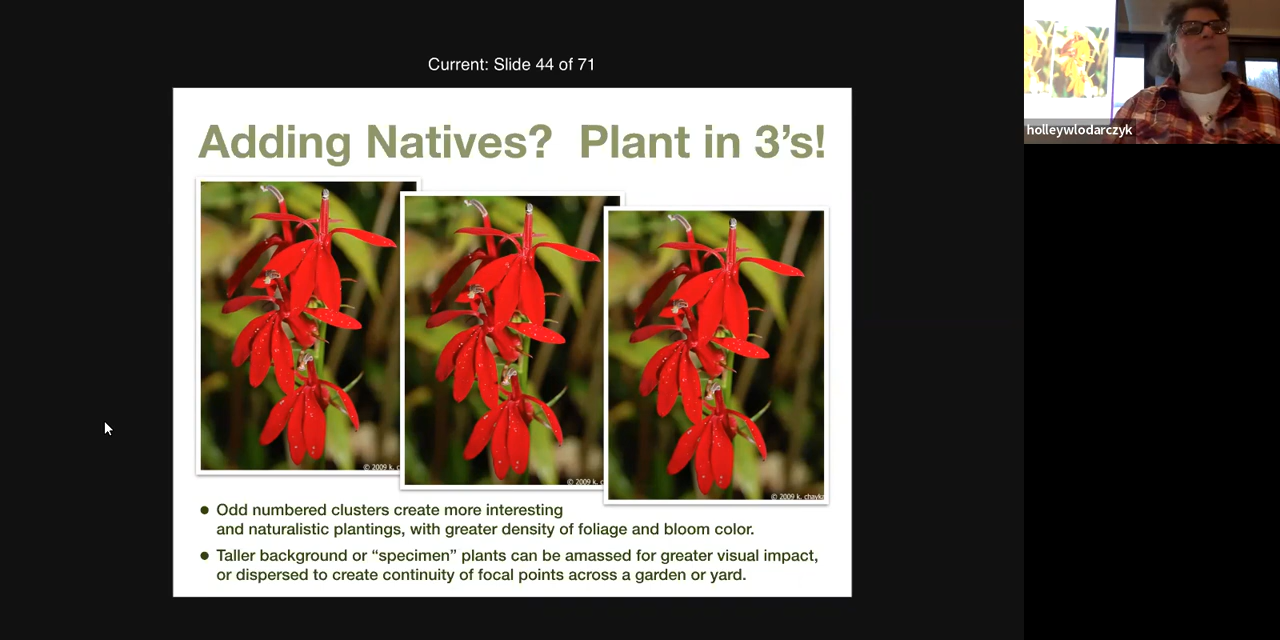 Current: Slide 44 of 71
holleywlodarczyk
Adding Natives? Plant in 3’s!
© 2009 k. c
© 2009 k. c
© 2009 k. chayka
● Odd numbered clusters create more interesting
and naturalistic plantings, with greater density of foliage and bloom color.
● Taller background or “specimen” plants can be amassed for greater visual impact,
or dispersed to create continuity of focal points across a garden or yard.